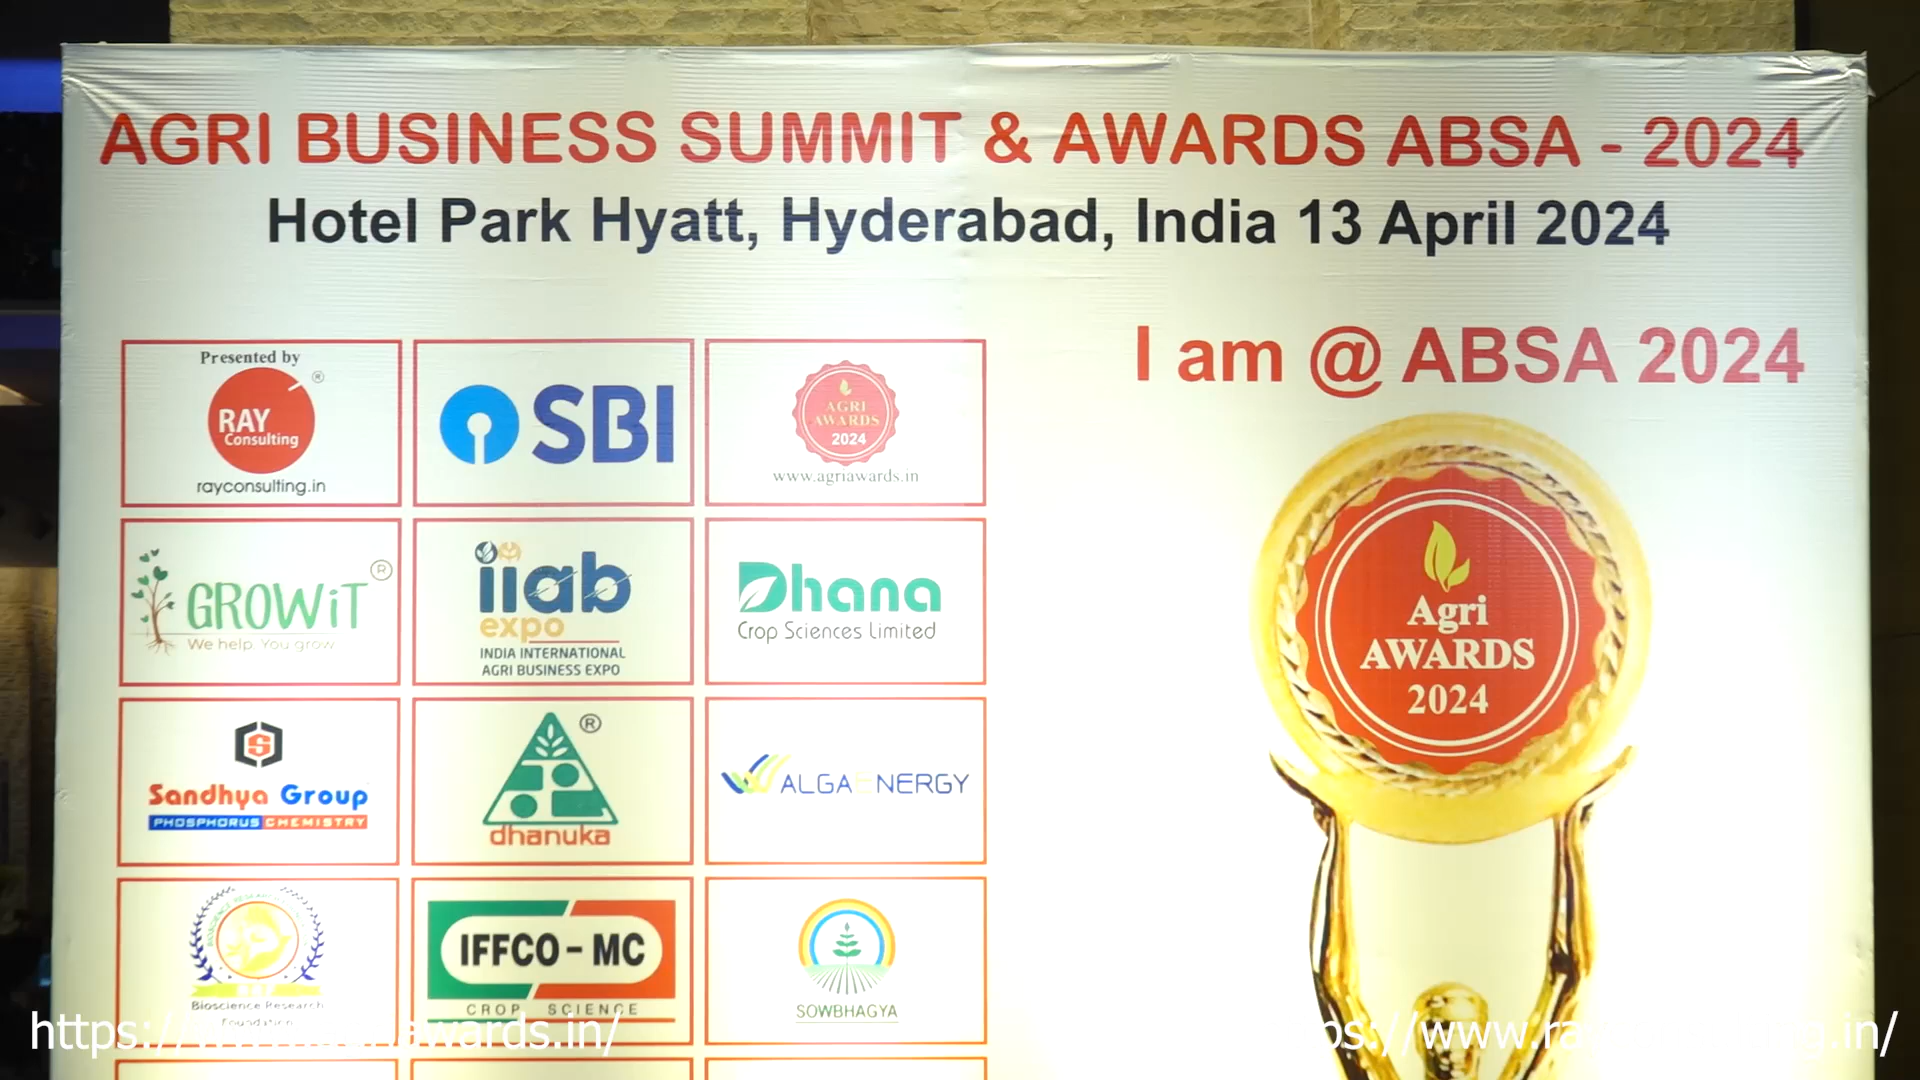 AGRI BUSINESS SUMMIT & AWARDS ABSA - 2024
Hotel Park Hyatt, Hyderabad, India 13 April 2024
I am @ ABSA 2024
Presented by
RAY
Consulting
®
rayconsulting.in
SBI
AGRI
AWARDS
2024
www.agriawards.in
GROWiT ®
We help. You grow
iiab
expo
INDIA INTERNATIONAL
AGRI BUSINESS EXPO
Dhana
Crop Sciences Limited
S
Sandhya Group
PHOSPHORUS CHEMISTRY
®
dhanuka
ALGAENERGY
Bioscience Research
Foundation
IFFCO - MC
CROP SCIENCE
SOWBHAGYA
Agri
AWARDS
2024